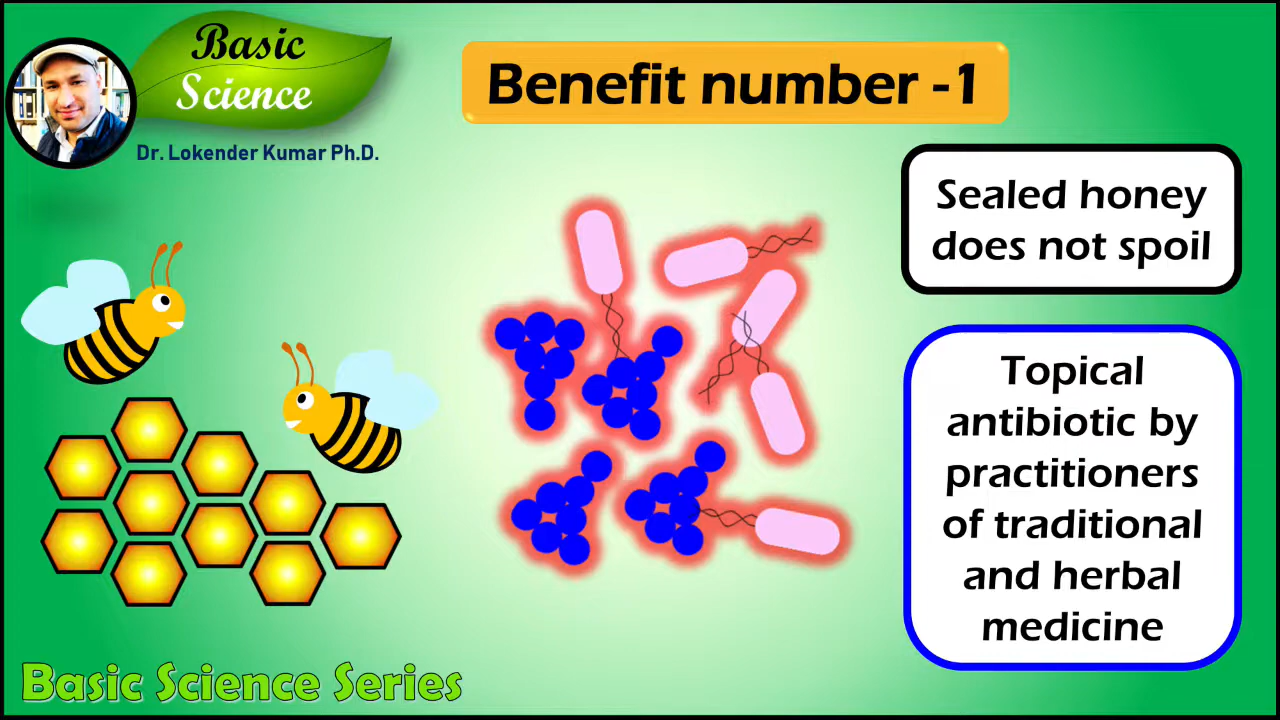 Basic
Science
Dr. Lokender Kumar Ph.D.
Benefit number -1
Sealed honey
does not spoil
Topical
antibiotic by
practitioners
of traditional
and herbal
medicine
Basic Science Series